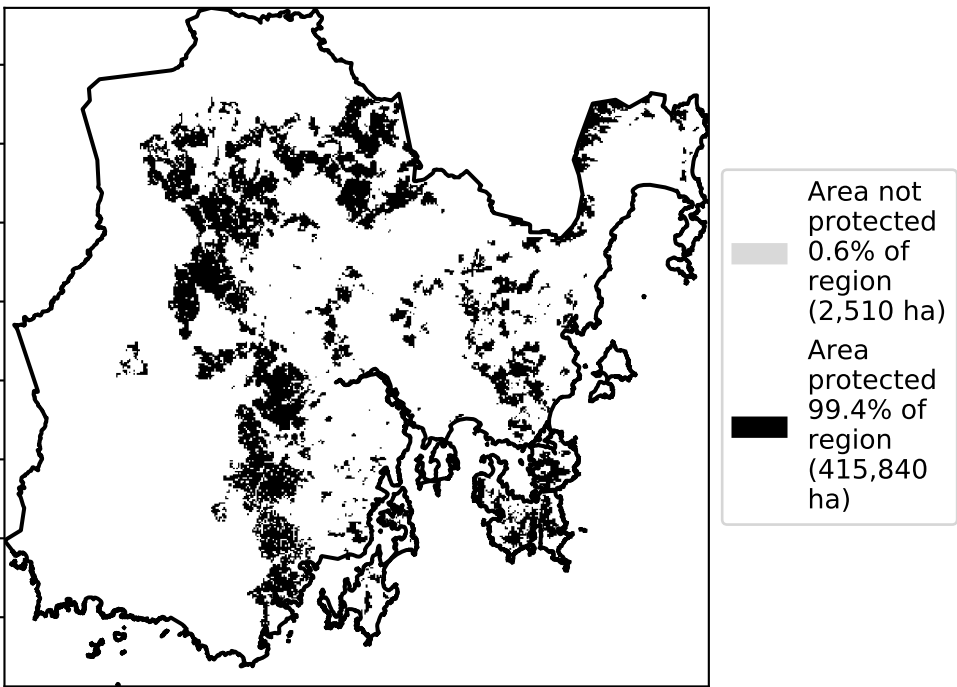 Area not
protected
0.6% of
region
(2,510 ha)
Area
protected
99.4% of
region
(415,840
ha)